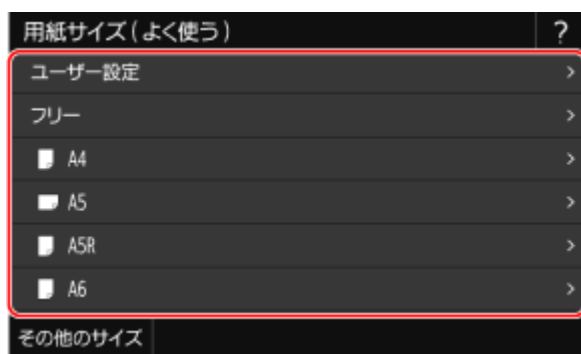 用紙サイズ(よく使う) ?
ユーザー設定 >
フリー >
A4 >
A5 >
A5R >
A6 >
その他のサイズ